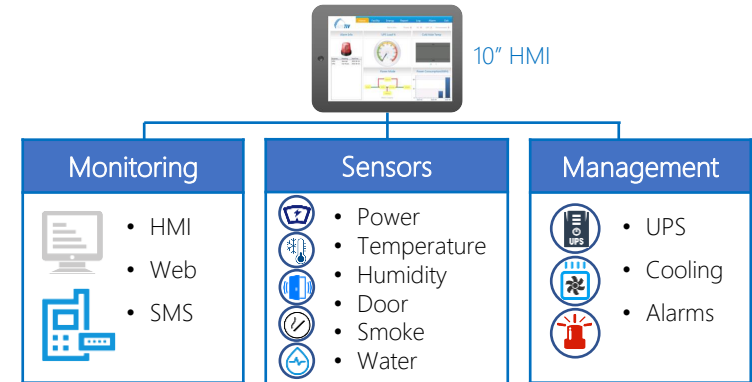 10” HMI
Monitoring
• HMI
• Web
• SMS
Sensors
• Power
• Temperature
• Humidity
• Door
• Smoke
• Water
Management
UPS
• UPS
• Cooling
• Alarms